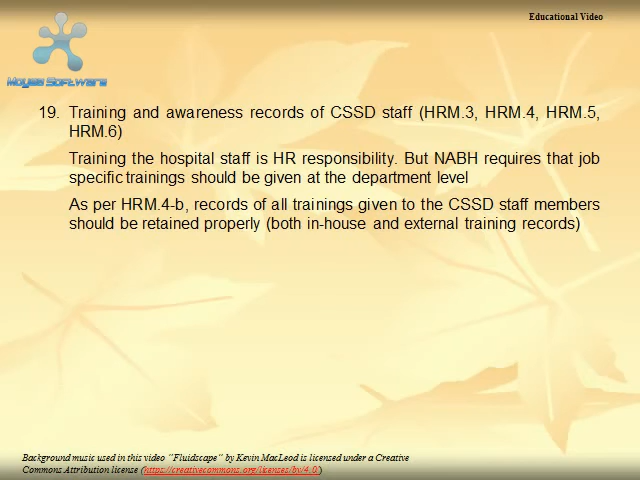 Educational Video
Moyea Software
19. Training and awareness records of CSSD staff (HRM.3, HRM.4, HRM.5,
HRM.6)
Training the hospital staff is HR responsibility. But NABH requires that job
specific trainings should be given at the department level
As per HRM.4-b, records of all trainings given to the CSSD staff members
should be retained properly (both in-house and external training records)
Background music used in this video "Fluidscape" by Kevin MacLeod is licensed under a Creative
Commons Attribution license (https://creativecommons.org/licenses/by/4.0/)